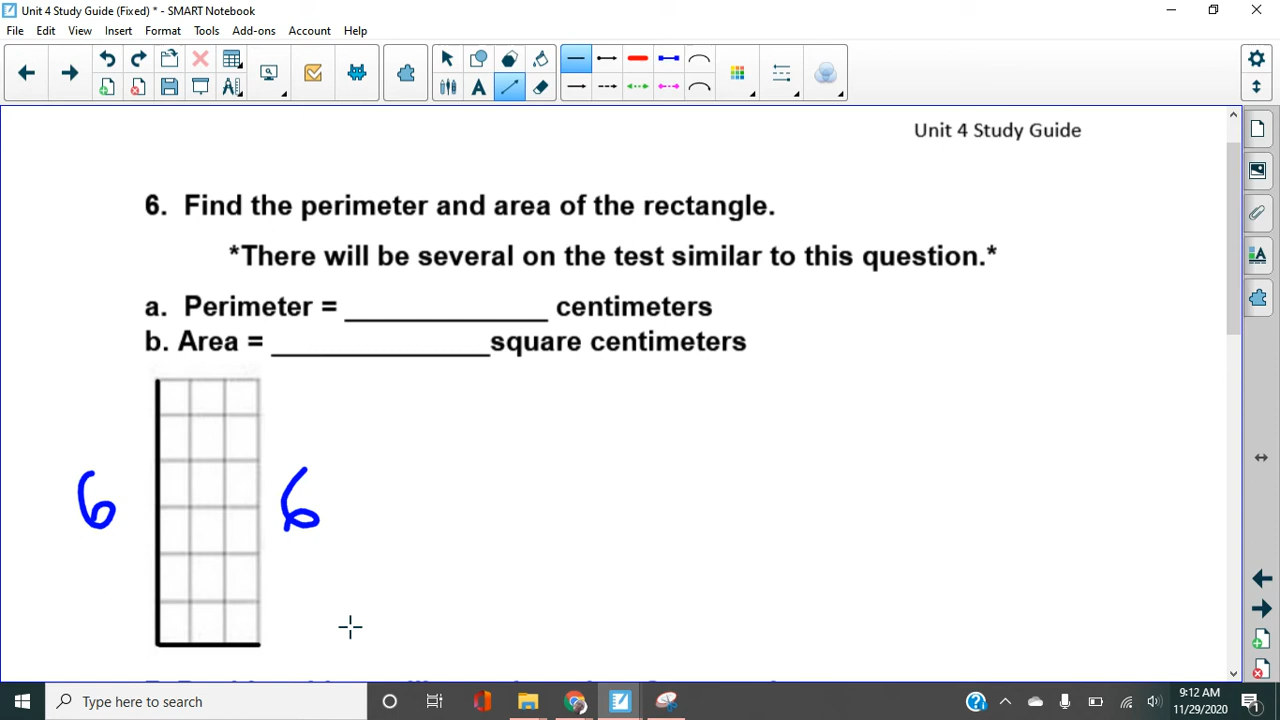 Unit 4 Study Guide (Fixed) * - SMART Notebook
File Edit View Insert Format Tools Add-ons Account Help
Unit 4 Study Guide
6. Find the perimeter and area of the rectangle.
*There will be several on the test similar to this question.*
a. Perimeter = _____________ centimeters
b. Area = ______________square centimeters
6 6
Type here to search
9:12 AM
11/29/2020
1